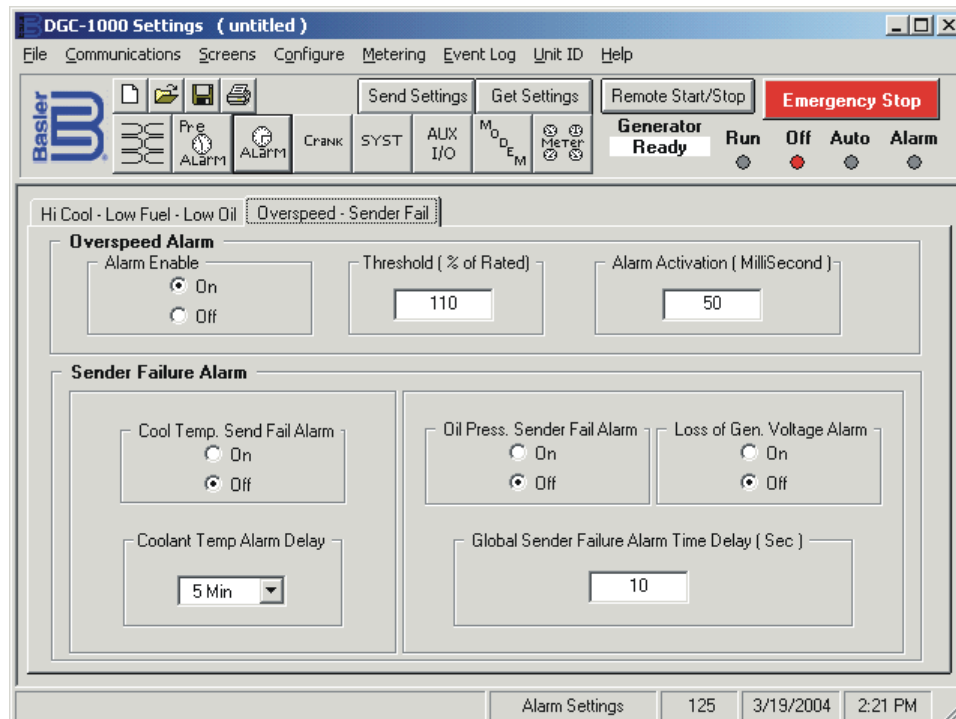 DGC-1000 Settings ( untitled )
File Communications Screens Configure Metering Event Log Unit ID Help
Basler
Send Settings Get Settings Remote Start/Stop Emergency Stop
Pre ALARM ALARM CRANK SYST AUX I/O MODEM METER
Generator Ready Run Off Auto Alarm
Hi Cool - Low Fuel - Low Oil Overspeed - Sender Fail
Overspeed Alarm
Alarm Enable Threshold ( % of Rated) Alarm Activation ( MilliSecond )
On
110 50
Off
Sender Failure Alarm
Cool Temp. Send Fail Alarm Oil Press. Sender Fail Alarm Loss of Gen. Voltage Alarm
On On On
Off Off Off
Coolant Temp Alarm Delay Global Sender Failure Alarm Time Delay ( Sec )
5 Min 10
Alarm Settings 125 3/19/2004 2:21 PM